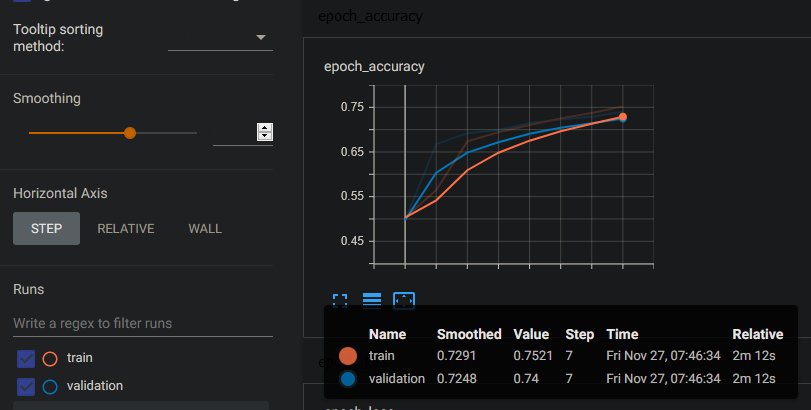 epoch_accuracy
Tooltip sorting
method:
epoch_accuracy
Smoothing
0.75
0.65
0.55
0.45
Horizontal Axis
STEP RELATIVE WALL
Runs
Write a regex to filter runs
train
validation
Name Smoothed Value Step Time Relative
train 0.7291 0.7521 7 Fri Nov 27, 07:46:34 2m 12s
validation 0.7248 0.74 7 Fri Nov 27, 07:46:34 2m 12s